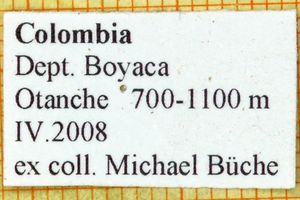 Colombia
Dept. Boyaca
Otanche 700-1100 m
IV.2008
ex coll. Michael Büche